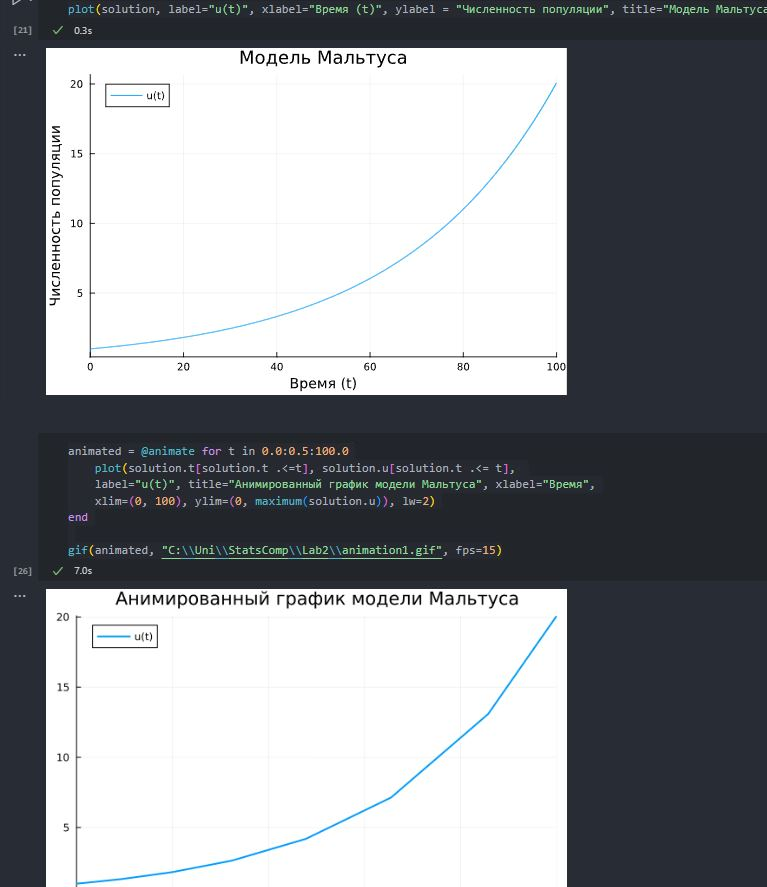 plot(solution, label="u(t)", xlabel="Время (t)", ylabel = "Численность популяции", title="Модель Мальтуса
[21]
0.3s
...
Модель Мальтуса
u(t)
20
15
10
5
Численность популяции
0 20 40 60 80 100
Время (t)
animated = @animate for t in 0.0:0.5:100.0
plot(solution.t[solution.t .<=t], solution.u[solution.t .<= t],
label="u(t)", title="Анимированный график модели Мальтуса", xlabel="Время",
xlim=(0, 100), ylim=(0, maximum(solution.u)), lw=2)
end
gif(animated, "C:\\Uni\\StatsComp\\Lab2\\animation1.gif", fps=15)
[26]
7.0s
...
Анимированный график модели Мальтуса
u(t)
20
15
10
5